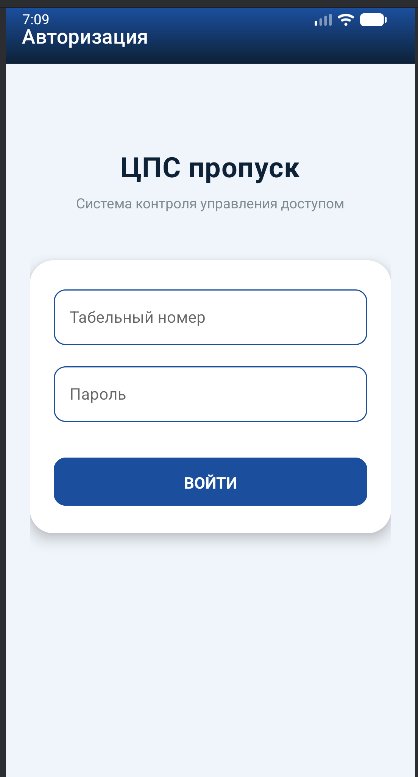 7:09
Авторизация
ЦПС пропуск
Система контроля управления доступом
Табельный номер
Пароль
ВОЙТИ